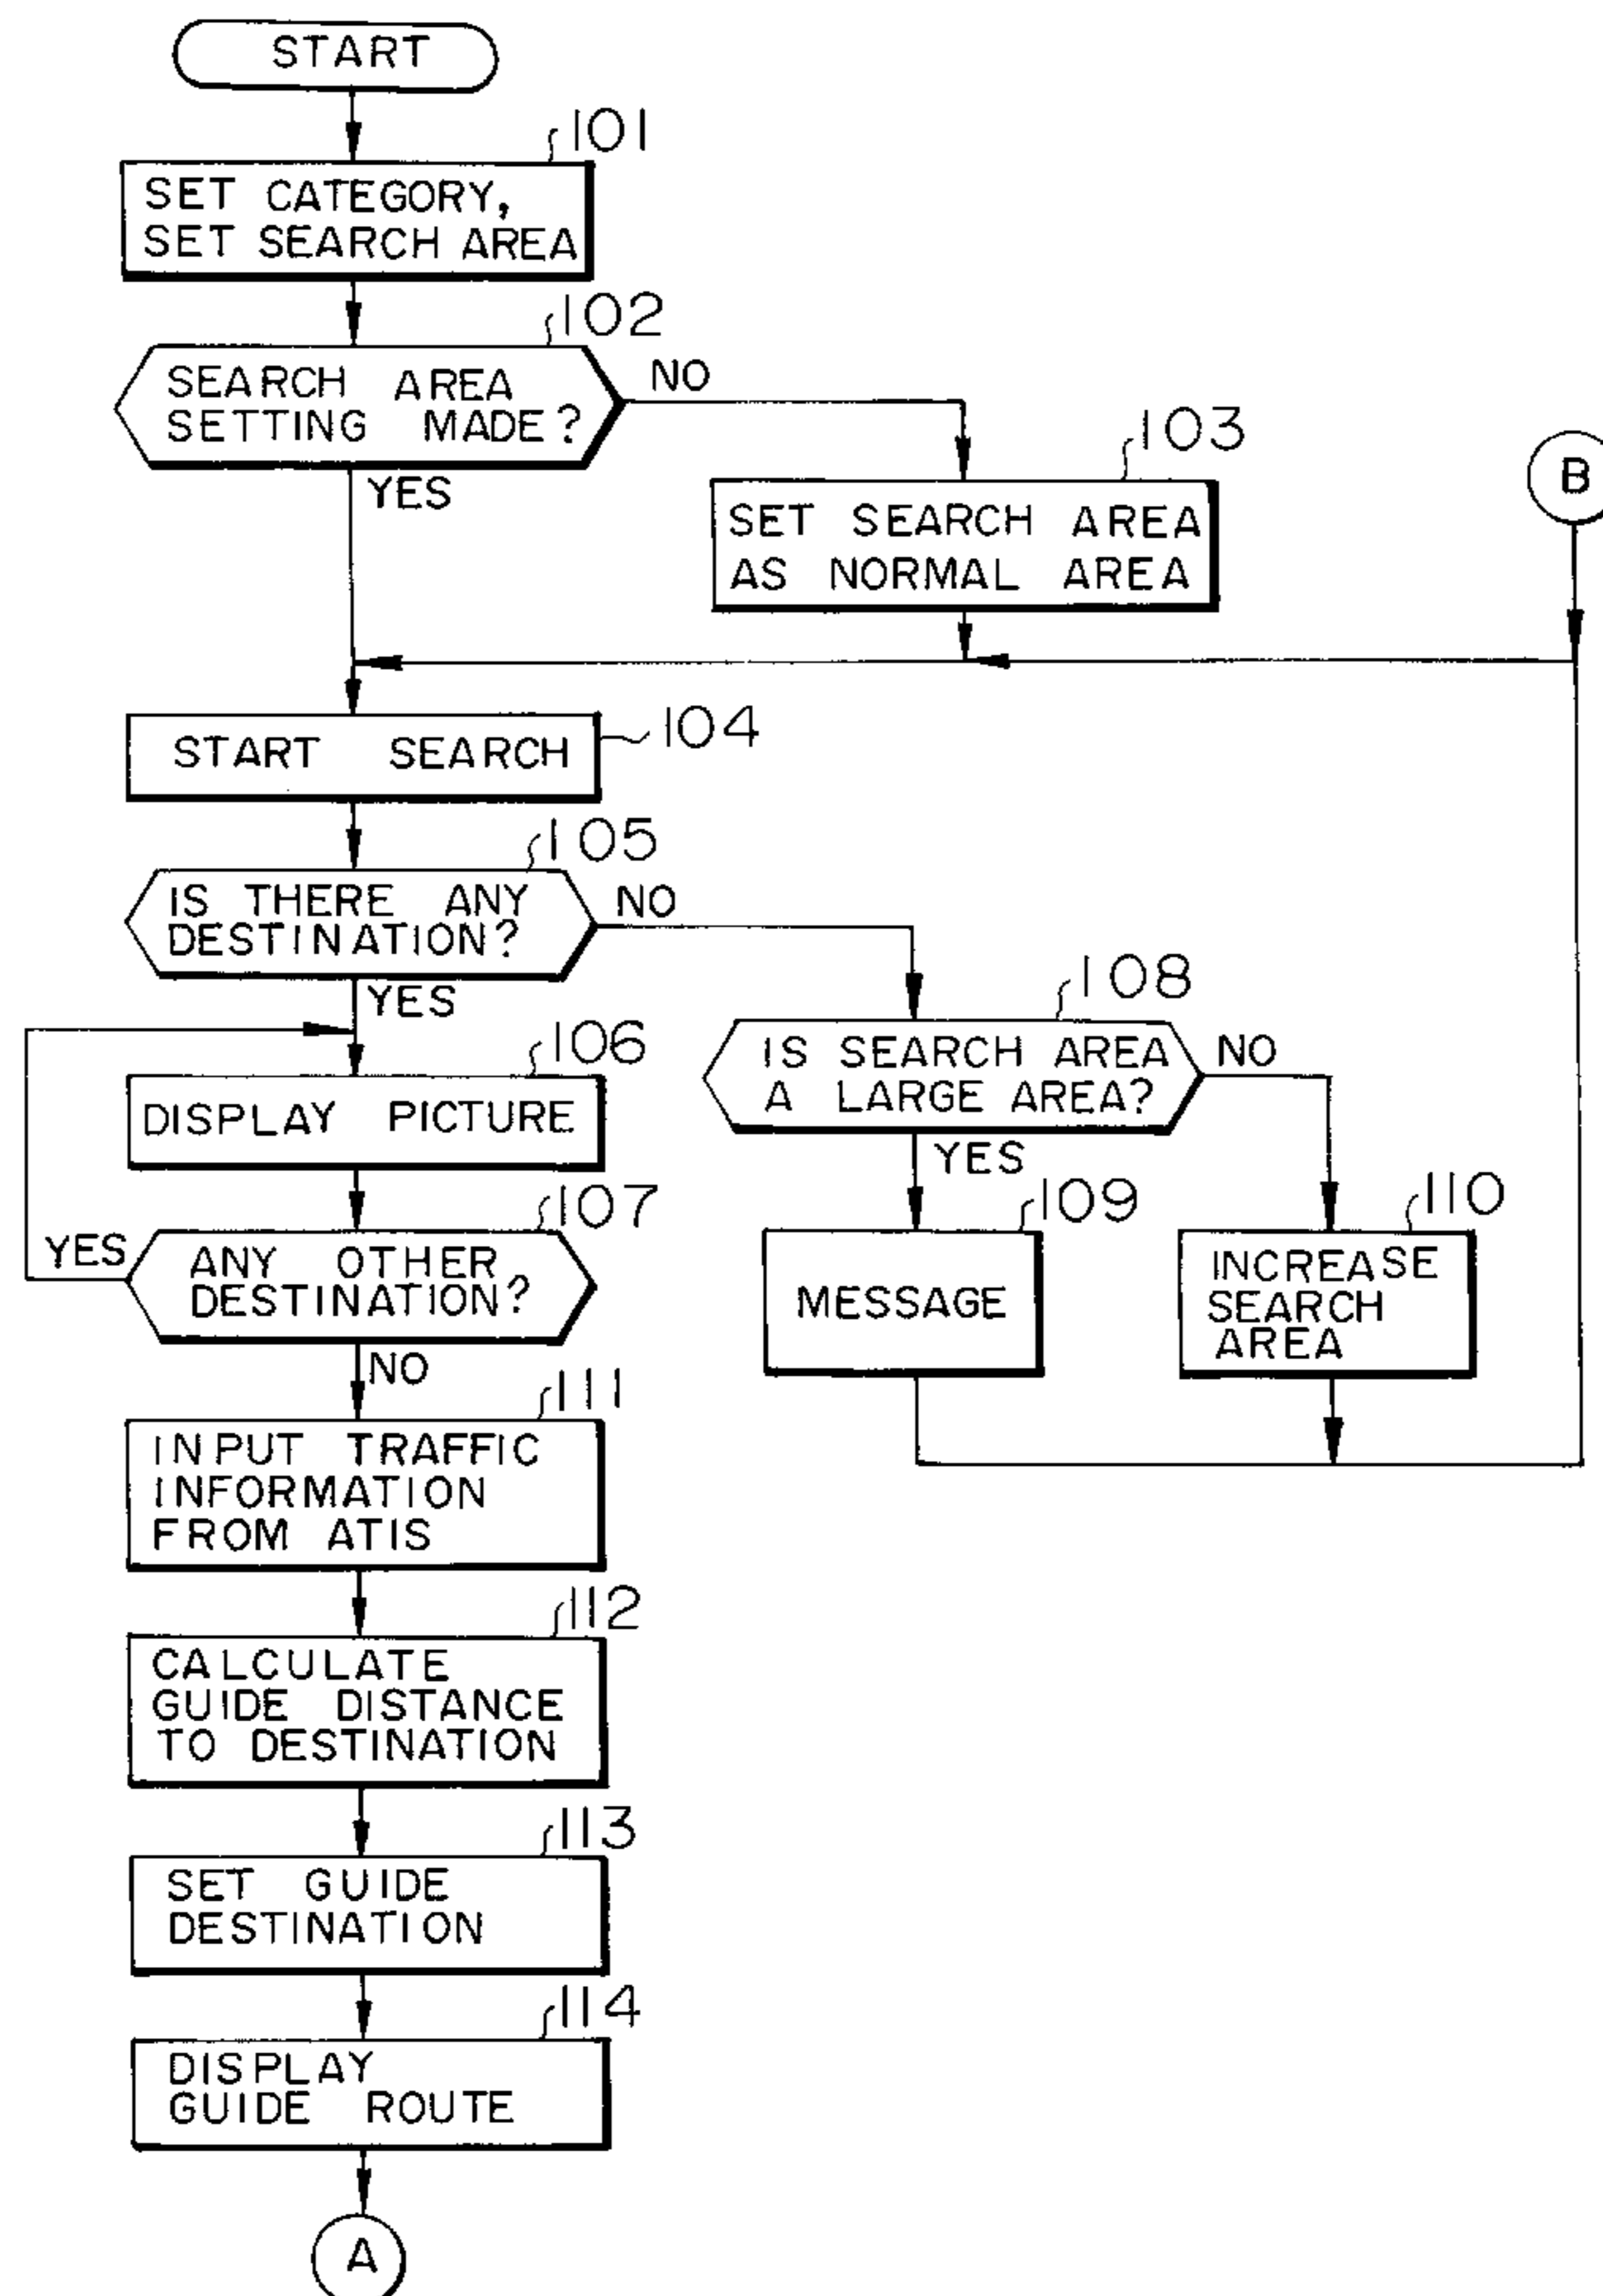 START
101
SET CATEGORY,
SET SEARCH AREA
102
SEARCH AREA
SETTING MADE?
NO
YES
103
SET SEARCH AREA
AS NORMAL AREA
B
104
START SEARCH
105
IS THERE ANY
DESTINATION?
NO
YES
106
DISPLAY PICTURE
107
ANY OTHER
DESTINATION?
YES
NO
108
IS SEARCH AREA
A LARGE AREA?
NO
YES
109
MESSAGE
110
INCREASE
SEARCH
AREA
111
INPUT TRAFFIC
INFORMATION
FROM ATIS
112
CALCULATE
GUIDE DISTANCE
TO DESTINATION
113
SET GUIDE
DESTINATION
114
DISPLAY
GUIDE ROUTE
A